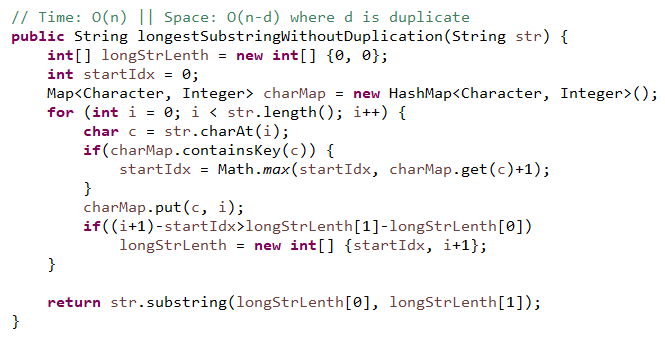 // Time: O(n) || Space: O(n-d) where d is duplicate
public String longestSubstringWithoutDuplication(String str) {
    int[] longStrLenth = new int[] {0, 0};
    int startIdx = 0;
    Map<Character, Integer> charMap = new HashMap<Character, Integer>();
    for (int i = 0; i < str.length(); i++) {
        char c = str.charAt(i);
        if(charMap.containsKey(c)) {
            startIdx = Math.max(startIdx, charMap.get(c)+1);
        }
        charMap.put(c, i);
        if((i+1)-startIdx>longStrLenth[1]-longStrLenth[0])
            longStrLenth = new int[] {startIdx, i+1};
    }

    return str.substring(longStrLenth[0], longStrLenth[1]);
}